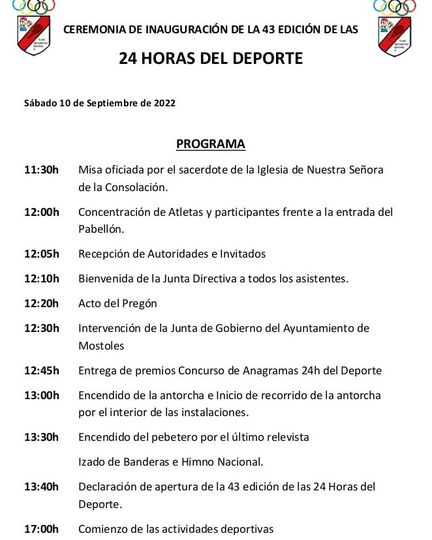 CEREMONIA DE INAUGURACIÓN DE LA 43 EDICIÓN DE LAS
24 HORAS DEL DEPORTE
Sábado 10 de Septiembre de 2022
PROGRAMA
11:30h Misa oficiada por el sacerdote de la Iglesia de Nuestra Señora
de la Consolación.
12:00h Concentración de Atletas y participantes frente a la entrada del
Pabellón.
12:05h Recepción de Autoridades e Invitados
12:10h Bienvenida de la Junta Directiva a todos los asistentes.
12:20h Acto del Pregón
12:30h Intervención de la Junta de Gobierno del Ayuntamiento de
Mostoles
12:45h Entrega de premios Concurso de Anagramas 24h del Deporte
13:00h Encendido de la antorcha e Inicio de recorrido de la antorcha
por el interior de las instalaciones.
13:30h Encendido del pebetero por el último relevista
Izado de Banderas e Himno Nacional.
13:40h Declaración de apertura de la 43 edición de las 24 Horas del
Deporte.
17:00h Comienzo de las actividades deportivas